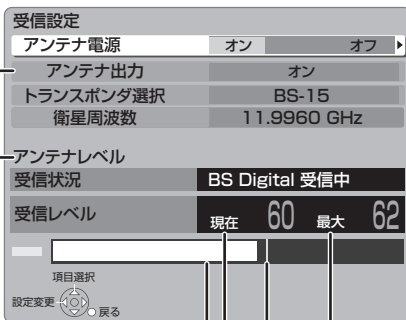 受信設定
アンテナ電源 オン オフ
アンテナ出力 オン
トランスポンダ選択 BS-15
衛星周波数 11.9960 GHz
アンテナレベル
受信状況 BS Digital 受信中
受信レベル 現在 60 最大 62
項目選択
設定変更 戻る